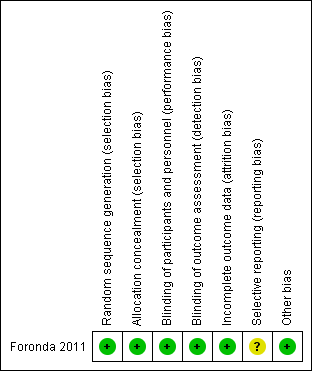 Random sequence generation (selection bias)
Allocation concealment (selection bias)
Blinding of participants and personnel (performance bias)
Blinding of outcome assessment (detection bias)
Incomplete outcome data (attrition bias)
Selective reporting (reporting bias)
Other bias
Foronda 2011 + + + + + ? +